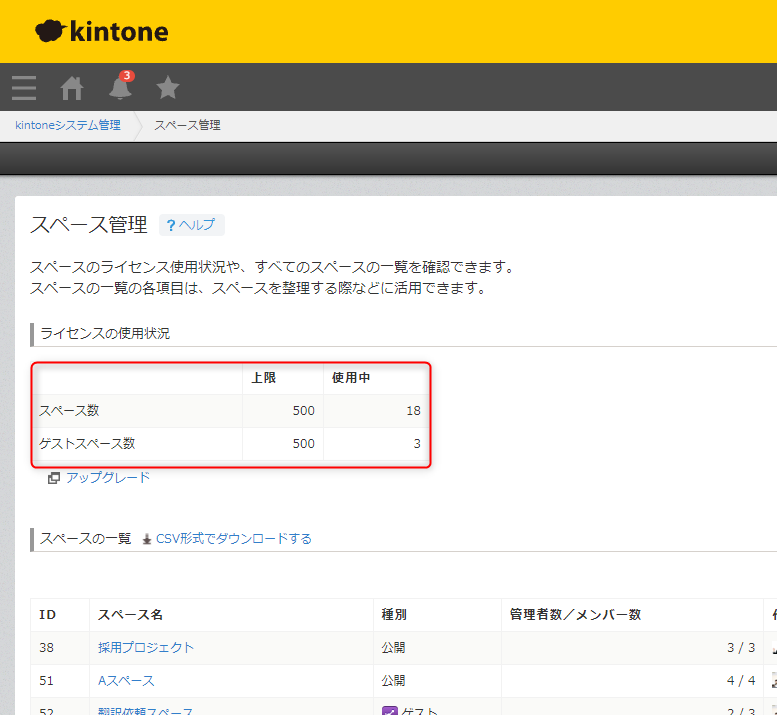 kintone
3
kintoneシステム管理 スペース管理
スペース管理 ? ヘルプ
スペースのライセンス使用状況や、すべてのスペースの一覧を確認できます。
スペースの一覧の各項目は、スペースを整理する際などに活用できます。
ライセンスの使用状況
上限 使用中
スペース数 500 18
ゲストスペース数 500 3
アップグレード
スペースの一覧 CSV形式でダウンロードする
ID スペース名 種別 管理者数／メンバー数
38 採用プロジェクト 公開 3 / 3
51 Aスペース 公開 4 / 4
52 翻訳依頼スペース ゲスト 2 / 3